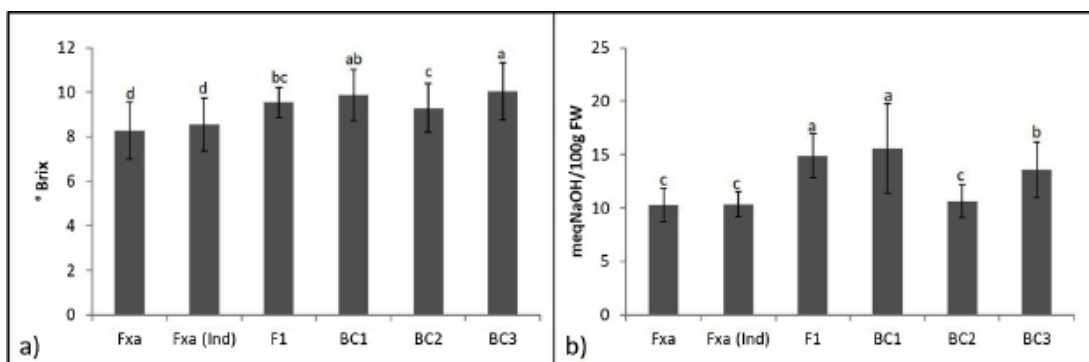 12
10
8
6
4
2
0
° Brix
d
d
bc
ab
c
a
Fxa
Fxa (Ind)
F1
BC1
BC2
BC3
a)
25
20
15
10
5
0
meqNaOH/100g FW
c
c
a
a
c
b
Fxa
Fxa (Ind)
F1
BC1
BC2
BC3
b)